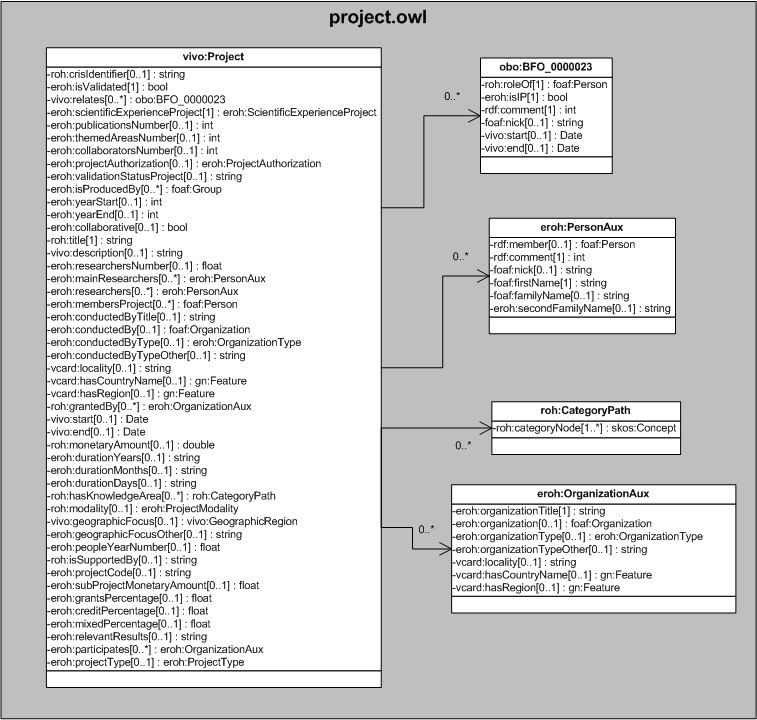 project.owl
vivo:Project
-roh:crisIdentifier[0..1] : string
-eroh:isValidated[1] : bool
-vivo:relates[0..*] : obo:BFO_0000023
-eroh:scientificExperienceProject[1] : eroh:ScientificExperienceProject
-eroh:publicationsNumber[0..1] : int
-eroh:themedAreasNumber[0..1] : int
-eroh:collaboratorsNumber[0..1] : int
-eroh:projectAuthorization[0..1] : eroh:ProjectAuthorization
-eroh:validationStatusProject[0..1] : string
-eroh:isProducedBy[0..*] : foaf:Group
-eroh:yearStart[0..1] : int
-eroh:yearEnd[0..1] : int
-eroh:collaborative[0..1] : bool
-roh:title[1] : string
-vivo:description[0..1] : string
-eroh:researchersNumber[0..1] : float
-eroh:mainResearchers[0..*] : eroh:PersonAux
-eroh:researchers[0..*] : eroh:PersonAux
-eroh:membersProject[0..*] : foaf:Person
-eroh:conductedByTitle[0..1] : string
-eroh:conductedBy[0..1] : foaf:Organization
-eroh:conductedByType[0..1] : eroh:OrganizationType
-eroh:conductedByTypeOther[0..1] : string
-vcard:locality[0..1] : string
-vcard:hasCountryName[0..1] : gn:Feature
-vcard:hasRegion[0..1] : gn:Feature
-roh:grantedBy[0..*] : eroh:OrganizationAux
-vivo:start[0..1] : Date
-vivo:end[0..1] : Date
-roh:monetaryAmount[0..1] : double
-eroh:durationYears[0..1] : string
-eroh:durationMonths[0..1] : string
-eroh:durationDays[0..1] : string
-roh:hasKnowledgeArea[0..*] : roh:CategoryPath
-roh:modality[0..1] : eroh:ProjectModality
-vivo:geographicFocus[0..1] : vivo:GeographicRegion
-eroh:geographicFocusOther[0..1] : string
-eroh:peopleYearNumber[0..1] : float
-roh:isSupportedBy[0..1] : string
-eroh:projectCode[0..1] : string
-eroh:subProjectMonetaryAmount[0..1] : float
-eroh:grantsPercentage[0..1] : float
-eroh:creditPercentage[0..1] : float
-eroh:mixedPercentage[0..1] : float
-eroh:relevantResults[0..1] : string
-eroh:participates[0..*] : eroh:OrganizationAux
-eroh:projectType[0..1] : eroh:ProjectType
0..*
obo:BFO_0000023
-roh:roleOf[1] : foaf:Person
-eroh:isIP[1] : bool
-rdf:comment[1] : int
-foaf:nick[0..1] : string
-vivo:start[0..1] : Date
-vivo:end[0..1] : Date
0..*
eroh:PersonAux
-rdf:member[0..1] : foaf:Person
-rdf:comment[1] : int
-foaf:nick[0..1] : string
-foaf:firstName[1] : string
-foaf:familyName[0..1] : string
-eroh:secondFamilyName[0..1] : string
roh:CategoryPath
-roh:categoryNode[1..*] : skos:Concept
0..*
eroh:OrganizationAux
-eroh:organizationTitle[1] : string
-eroh:organization[0..1] : foaf:Organization
-eroh:organizationType[0..1] : eroh:OrganizationType
-eroh:organizationTypeOther[0..1] : string
-vcard:locality[0..1] : string
-vcard:hasCountryName[0..1] : gn:Feature
-vcard:hasRegion[0..1] : gn:Feature
0..*